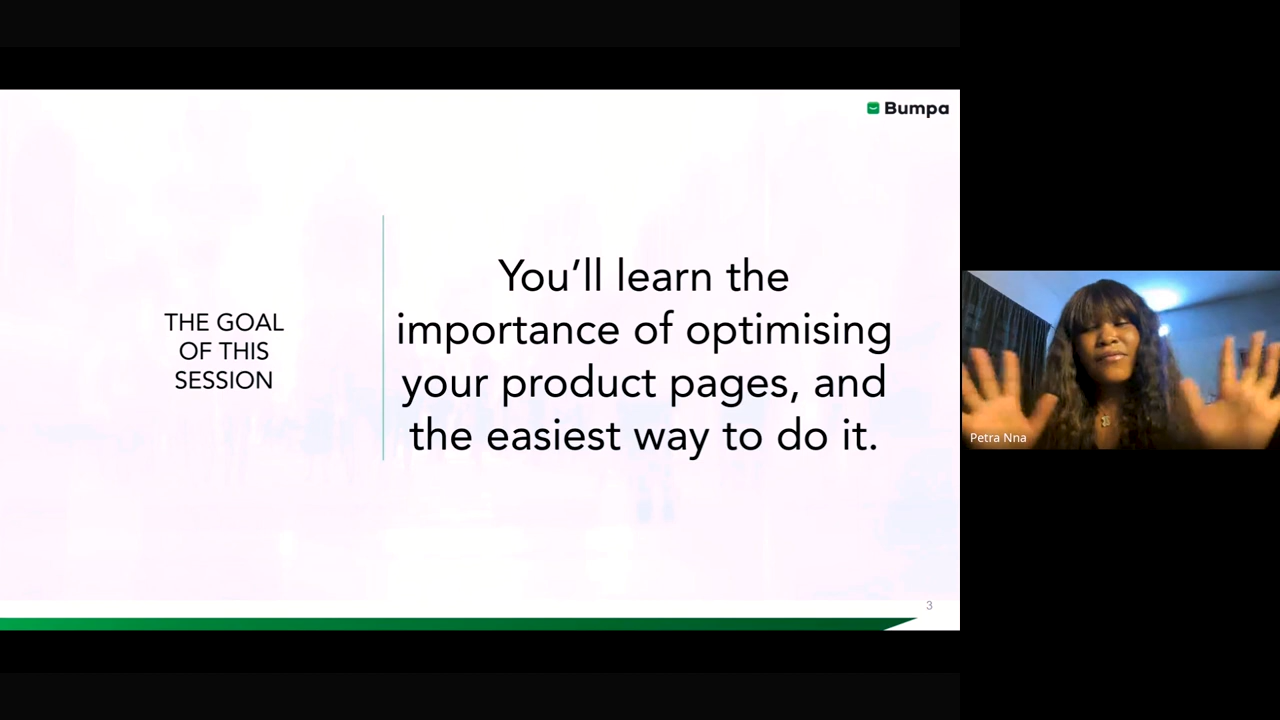 Bumpa
THE GOAL
OF THIS
SESSION
You’ll learn the
importance of optimising
your product pages, and
the easiest way to do it.
Petra Nna
3